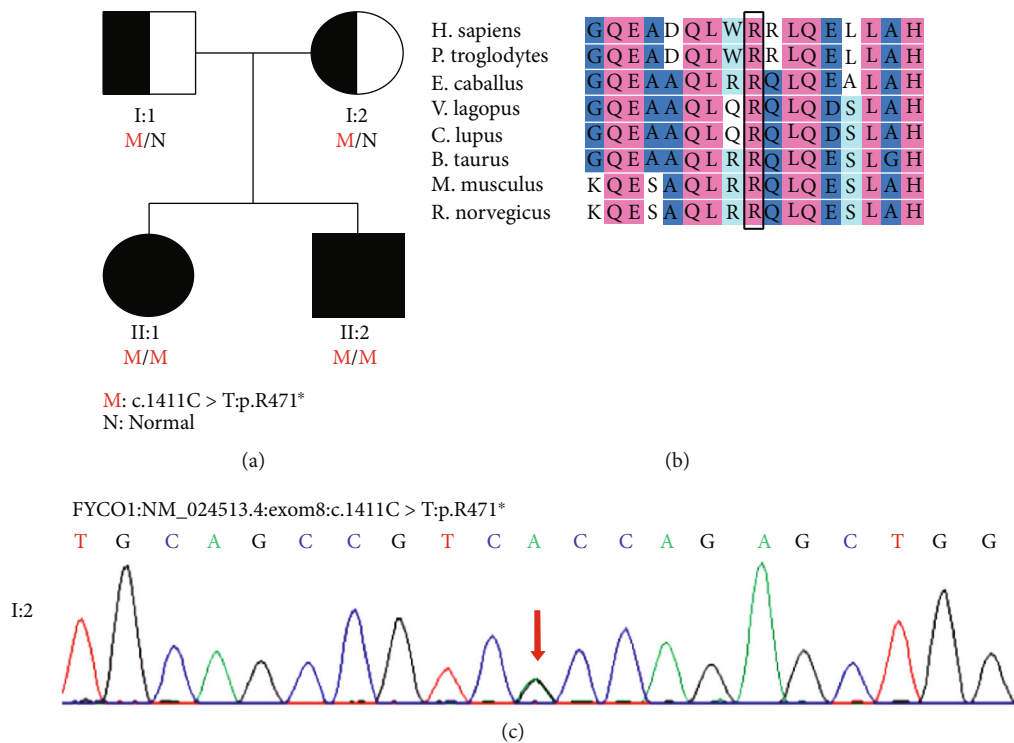 I:1
I:2
M/N
M/N
II:1
II:2
M/M
M/M
M: c.1411C > T:p.R471*
N: Normal
(a)
H. sapiens GQEADQLWRRLQELLAH
P. troglodytes GQEADQLWRRLQELLAH
E. caballus GQEAAQLRRQLQEALAH
V. lagopus GQEAAQLQRQLQDSLAH
C. lupus GQEAAQLQRQLQDSLAH
B. taurus GQEAAQLRRQLQESLGH
M. musculus KQESAQLRRQLQESLAH
R. norvegicus KQESAQLRRQLQESLAH
(b)
FYCO1:NM_024513.4:exom8:c.1411C > T:p.R471*
T G C A G C C G T C A C C A G A G C T G G
I:2
(c)